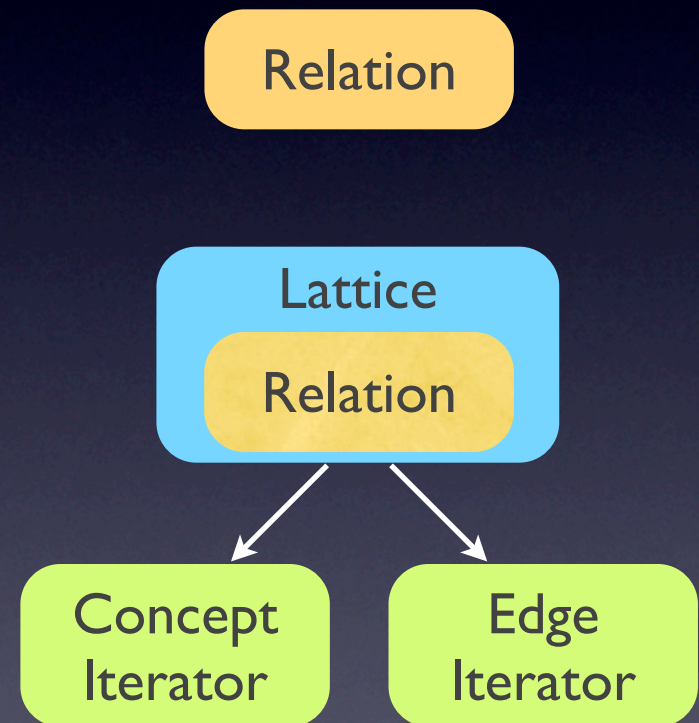 Relation
Lattice
Relation
Concept
Iterator
Edge
Iterator